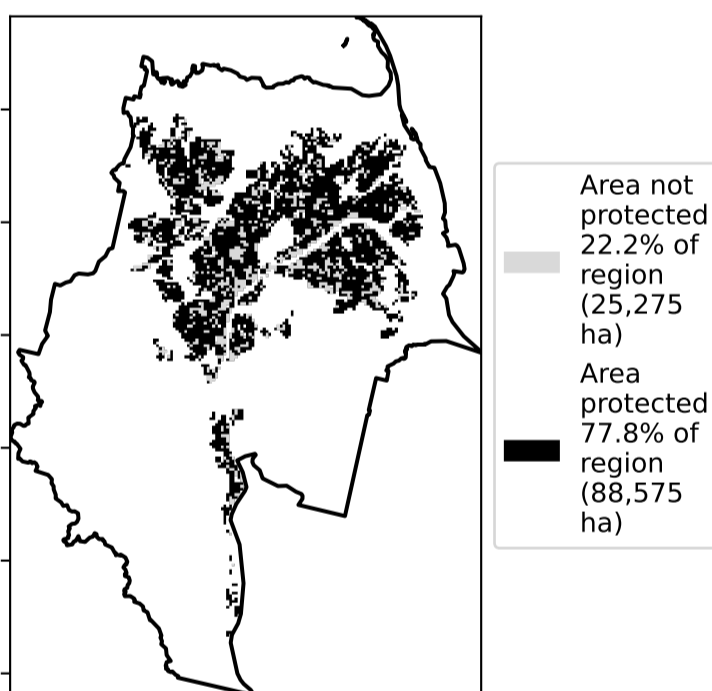 Area not
protected
22.2% of
region
(25,275
ha)
Area
protected
77.8% of
region
(88,575
ha)